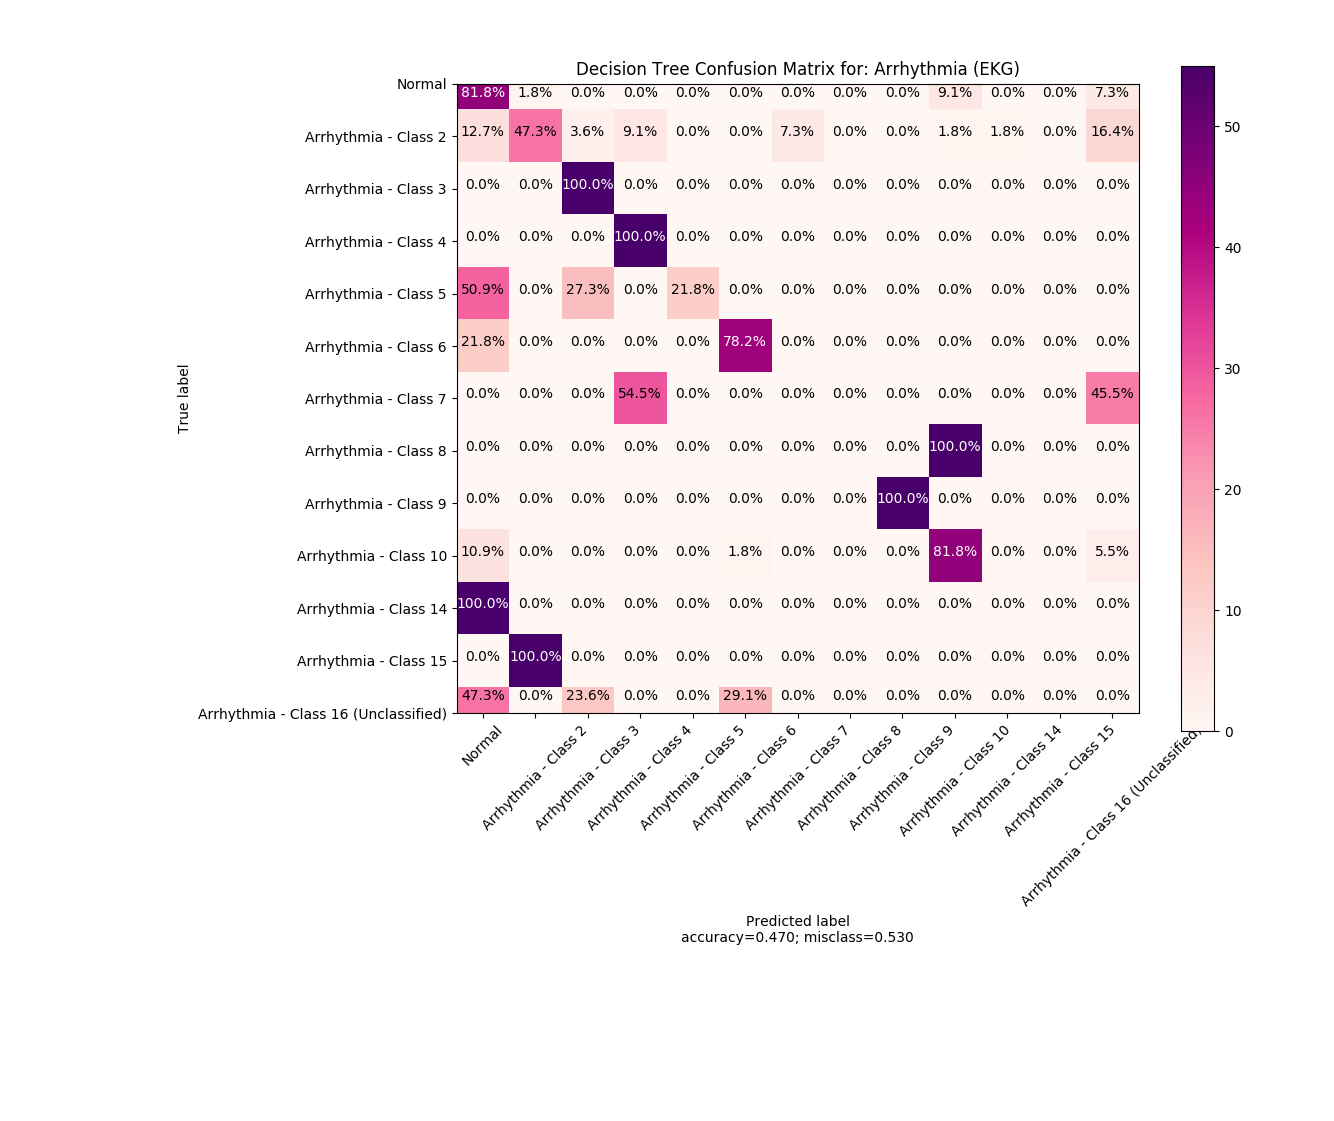 Decision Tree Confusion Matrix for: Arrhythmia (EKG)
Normal 81.8% 1.8% 0.0% 0.0% 0.0% 0.0% 0.0% 0.0% 0.0% 9.1% 0.0% 0.0% 7.3%
Arrhythmia - Class 2 12.7% 47.3% 3.6% 9.1% 0.0% 0.0% 7.3% 0.0% 0.0% 1.8% 1.8% 0.0% 16.4%
Arrhythmia - Class 3 0.0% 0.0% 100.0% 0.0% 0.0% 0.0% 0.0% 0.0% 0.0% 0.0% 0.0% 0.0% 0.0%
Arrhythmia - Class 4 0.0% 0.0% 0.0% 100.0% 0.0% 0.0% 0.0% 0.0% 0.0% 0.0% 0.0% 0.0% 0.0%
Arrhythmia - Class 5 50.9% 0.0% 27.3% 0.0% 21.8% 0.0% 0.0% 0.0% 0.0% 0.0% 0.0% 0.0% 0.0%
Arrhythmia - Class 6 21.8% 0.0% 0.0% 0.0% 0.0% 78.2% 0.0% 0.0% 0.0% 0.0% 0.0% 0.0% 0.0%
Arrhythmia - Class 7 0.0% 0.0% 0.0% 54.5% 0.0% 0.0% 0.0% 0.0% 0.0% 0.0% 0.0% 0.0% 45.5%
Arrhythmia - Class 8 0.0% 0.0% 0.0% 0.0% 0.0% 0.0% 0.0% 0.0% 0.0% 100.0% 0.0% 0.0% 0.0%
Arrhythmia - Class 9 0.0% 0.0% 0.0% 0.0% 0.0% 0.0% 0.0% 0.0% 100.0% 0.0% 0.0% 0.0% 0.0%
Arrhythmia - Class 10 10.9% 0.0% 0.0% 0.0% 0.0% 1.8% 0.0% 0.0% 0.0% 81.8% 0.0% 0.0% 5.5%
Arrhythmia - Class 14 100.0% 0.0% 0.0% 0.0% 0.0% 0.0% 0.0% 0.0% 0.0% 0.0% 0.0% 0.0% 0.0%
Arrhythmia - Class 15 0.0% 100.0% 0.0% 0.0% 0.0% 0.0% 0.0% 0.0% 0.0% 0.0% 0.0% 0.0% 0.0%
Arrhythmia - Class 16 (Unclassified) 47.3% 0.0% 23.6% 0.0% 0.0% 29.1% 0.0% 0.0% 0.0% 0.0% 0.0% 0.0% 0.0%
True label
Normal
Arrhythmia - Class 2
Arrhythmia - Class 3
Arrhythmia - Class 4
Arrhythmia - Class 5
Arrhythmia - Class 6
Arrhythmia - Class 7
Arrhythmia - Class 8
Arrhythmia - Class 9
Arrhythmia - Class 10
Arrhythmia - Class 14
Arrhythmia - Class 15
Arrhythmia - Class 16 (Unclassified)
Predicted label
accuracy=0.470; misclass=0.530
50
40
30
20
10
0